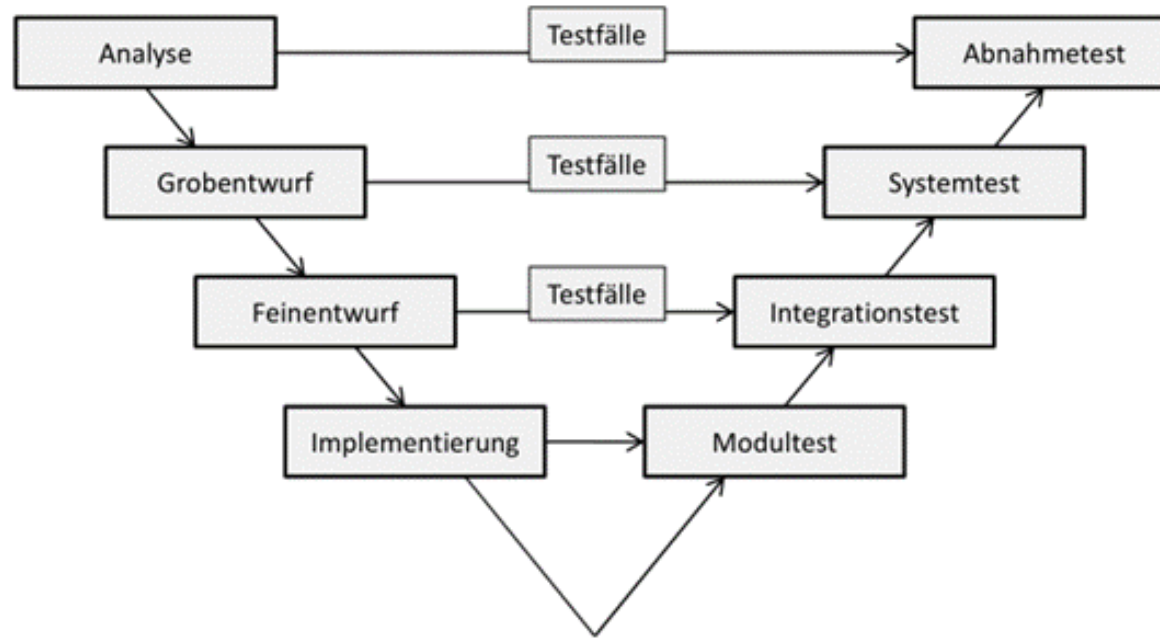 Analyse
Testfälle
Abnahmetest
Grobentwurf
Testfälle
Systemtest
Feinentwurf
Testfälle
Integrationstest
Implementierung
Modultest